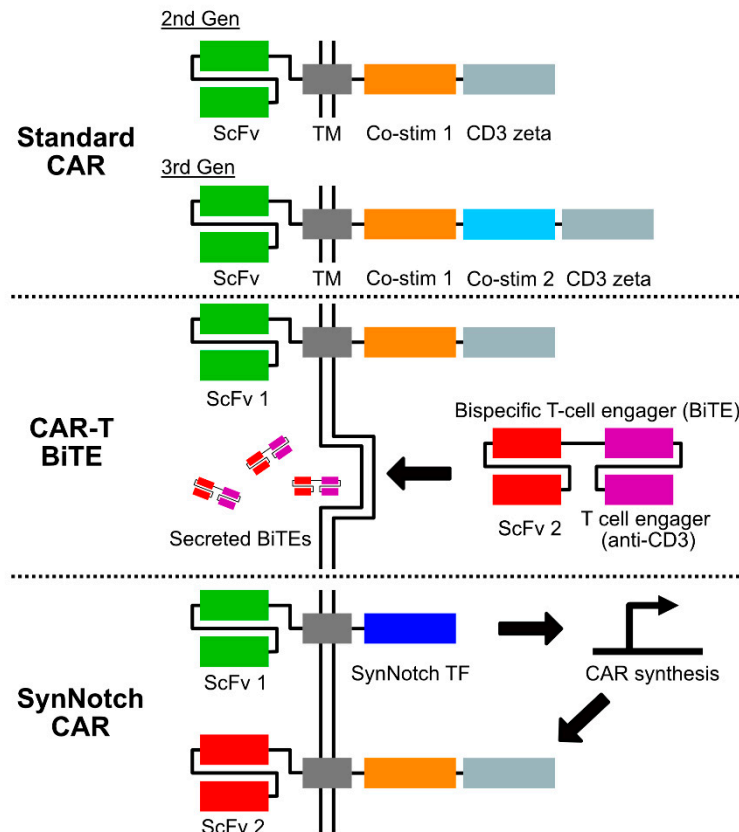 2nd Gen
Standard
CAR
ScFv TM Co-stim 1 CD3 zeta
3rd Gen
ScFv TM Co-stim 1 Co-stim 2 CD3 zeta
CAR-T
BiTE
ScFv 1
Bispecific T-cell engager (BiTE)
Secreted BiTEs
ScFv 2
T cell engager
(anti-CD3)
SynNotch
CAR
ScFv 1
SynNotch TF
CAR synthesis
ScFv 2